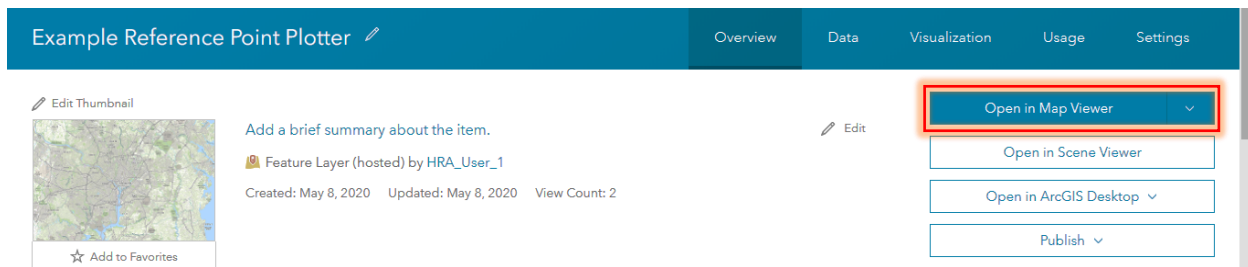 Example Reference Point Plotter
Overview
Data
Visualization
Usage
Settings
Edit Thumbnail
Add a brief summary about the item.
Edit
Feature Layer (hosted) by HRA_User_1
Created: May 8, 2020 Updated: May 8, 2020 View Count: 2
Add to Favorites
Open in Map Viewer
Open in Scene Viewer
Open in ArcGIS Desktop
Publish